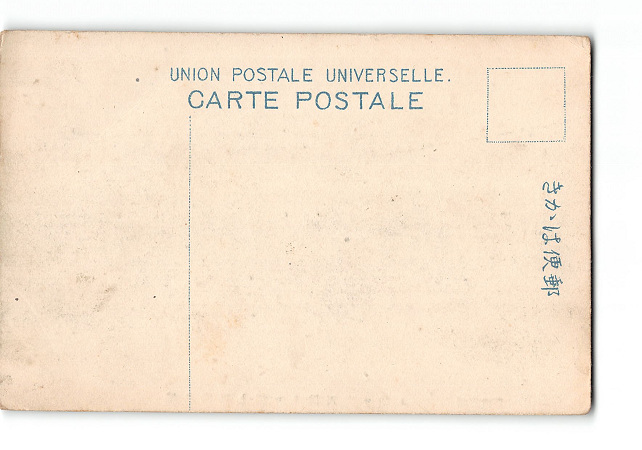 UNION POSTALE UNIVERSELLE.
CARTE POSTALE
きかは便郵